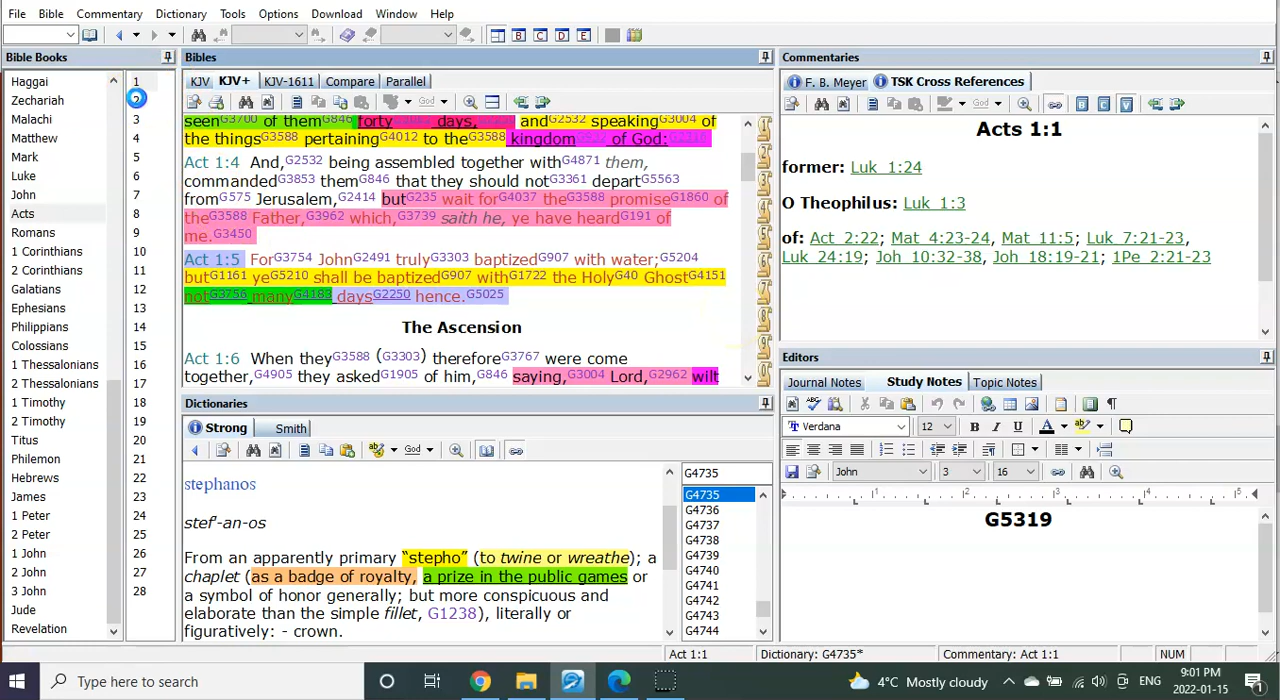 File Bible Commentary Dictionary Tools Options Download Window Help
B C D E
Bible Books
Haggai
Zechariah
Malachi
Matthew
Mark
Luke
John
Acts
Romans
1 Corinthians
2 Corinthians
Galatians
Ephesians
Philippians
Colossians
1 Thessalonians
2 Thessalonians
1 Timothy
2 Timothy
Titus
Philemon
Hebrews
James
1 Peter
2 Peter
1 John
2 John
3 John
Jude
Revelation
1
2
3
4
5
6
7
8
9
10
11
12
13
14
15
16
17
18
19
20
21
22
23
24
25
26
27
28
Bibles
KJV KJV+ KJV-1611 Compare Parallel
God
seenG3700 of themG846 forty days, andG2532 speakingG3004 of
the thingsG3588 pertainingG4012 to theG3588 kingdom of God:
Act 1:4 And,G2532 being assembled together withG4871 them,
commandedG3853 themG846 that they should notG3361 departG5563
fromG575 Jerusalem,G2414 butG235 wait forG4037 theG3588 promiseG1860 of
theG3588 Father,G3962 which,G3739 saith he, ye have heardG191 of
me.G3450
Act 1:5 ForG3754 JohnG2491 trulyG3303 baptizedG907 with water;G5204
butG1161 yeG5210 shall be baptizedG907 withG1722 the HolyG40 GhostG4151
notG3756 manyG4183 daysG2250 hence.G5025
The Ascension
Act 1:6 When theyG3588 (G3303) thereforeG3767 were come
together,G4905 they askedG1905 of him,G846 saying,G3004 Lord,G2962 wilt
Dictionaries
Strong Smith
God
stephanos
stef'-an-os
From an apparently primary “stepho” (to twine or wreathe); a
chaplet (as a badge of royalty, a prize in the public games or
a symbol of honor generally; but more conspicuous and
elaborate than the simple fillet, G1238), literally or
figuratively: - crown.
G4735
G4735
G4736
G4737
G4738
G4739
G4740
G4741
G4742
G4743
G4744
Commentaries
F. B. Meyer TSK Cross References
God B C V
Acts 1:1
former: Luk 1:24
O Theophilus: Luk 1:3
of: Act 2:22; Mat 4:23-24, Mat 11:5; Luk 7:21-23,
Luk 24:19; Joh 10:32-38, Joh 18:19-21; 1Pe 2:21-23
Editors
Journal Notes Study Notes Topic Notes
Verdana 12 B I U A
John 3 16
1 2 3 4 5
G5319
Act 1:1 Dictionary: G4735* Commentary: Act 1:1 NUM
Type here to search
4°C Mostly cloudy ENG
9:01 PM
2022-01-15
1